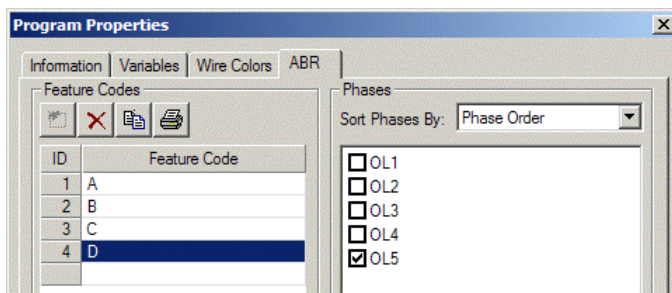 Program Properties
Information Variables Wire Colors ABR
Feature Codes
Phases
Sort Phases By: Phase Order
ID Feature Code
1 A
2 B
3 C
4 D
OL1
OL2
OL3
OL4
OL5